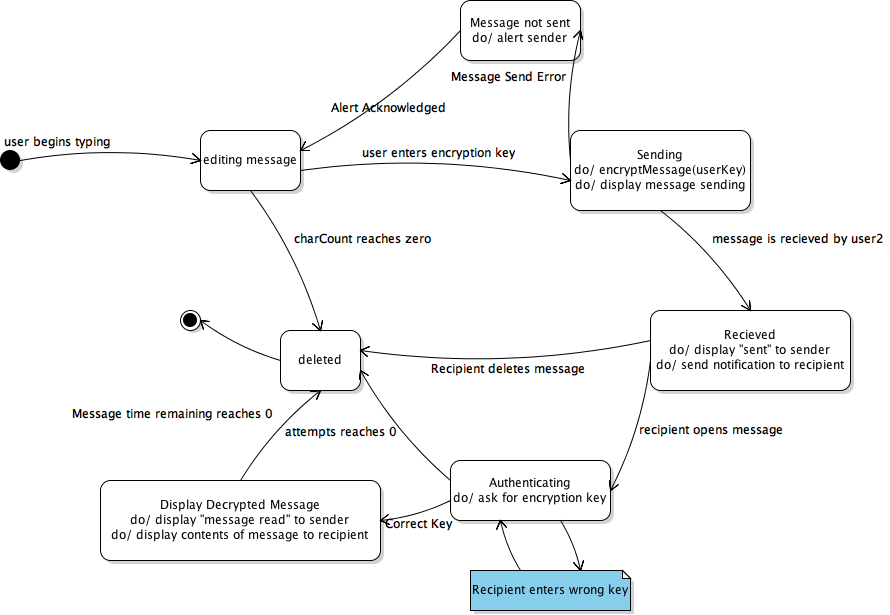 Message not sent
do/ alert sender
Message Send Error
Alert Acknowledged
user begins typing
editing message
user enters encryption key
Sending
do/ encryptMessage(userKey)
do/ display message sending
charCount reaches zero
message is recieved by user2
deleted
Recieved
do/ display "sent" to sender
do/ send notification to recipient
Recipient deletes message
Message time remaining reaches 0
attempts reaches 0
recipient opens message
Authenticating
do/ ask for encryption key
Display Decrypted Message
do/ display "message read" to sender
do/ display contents of message to recipient
Correct Key
Recipient enters wrong key